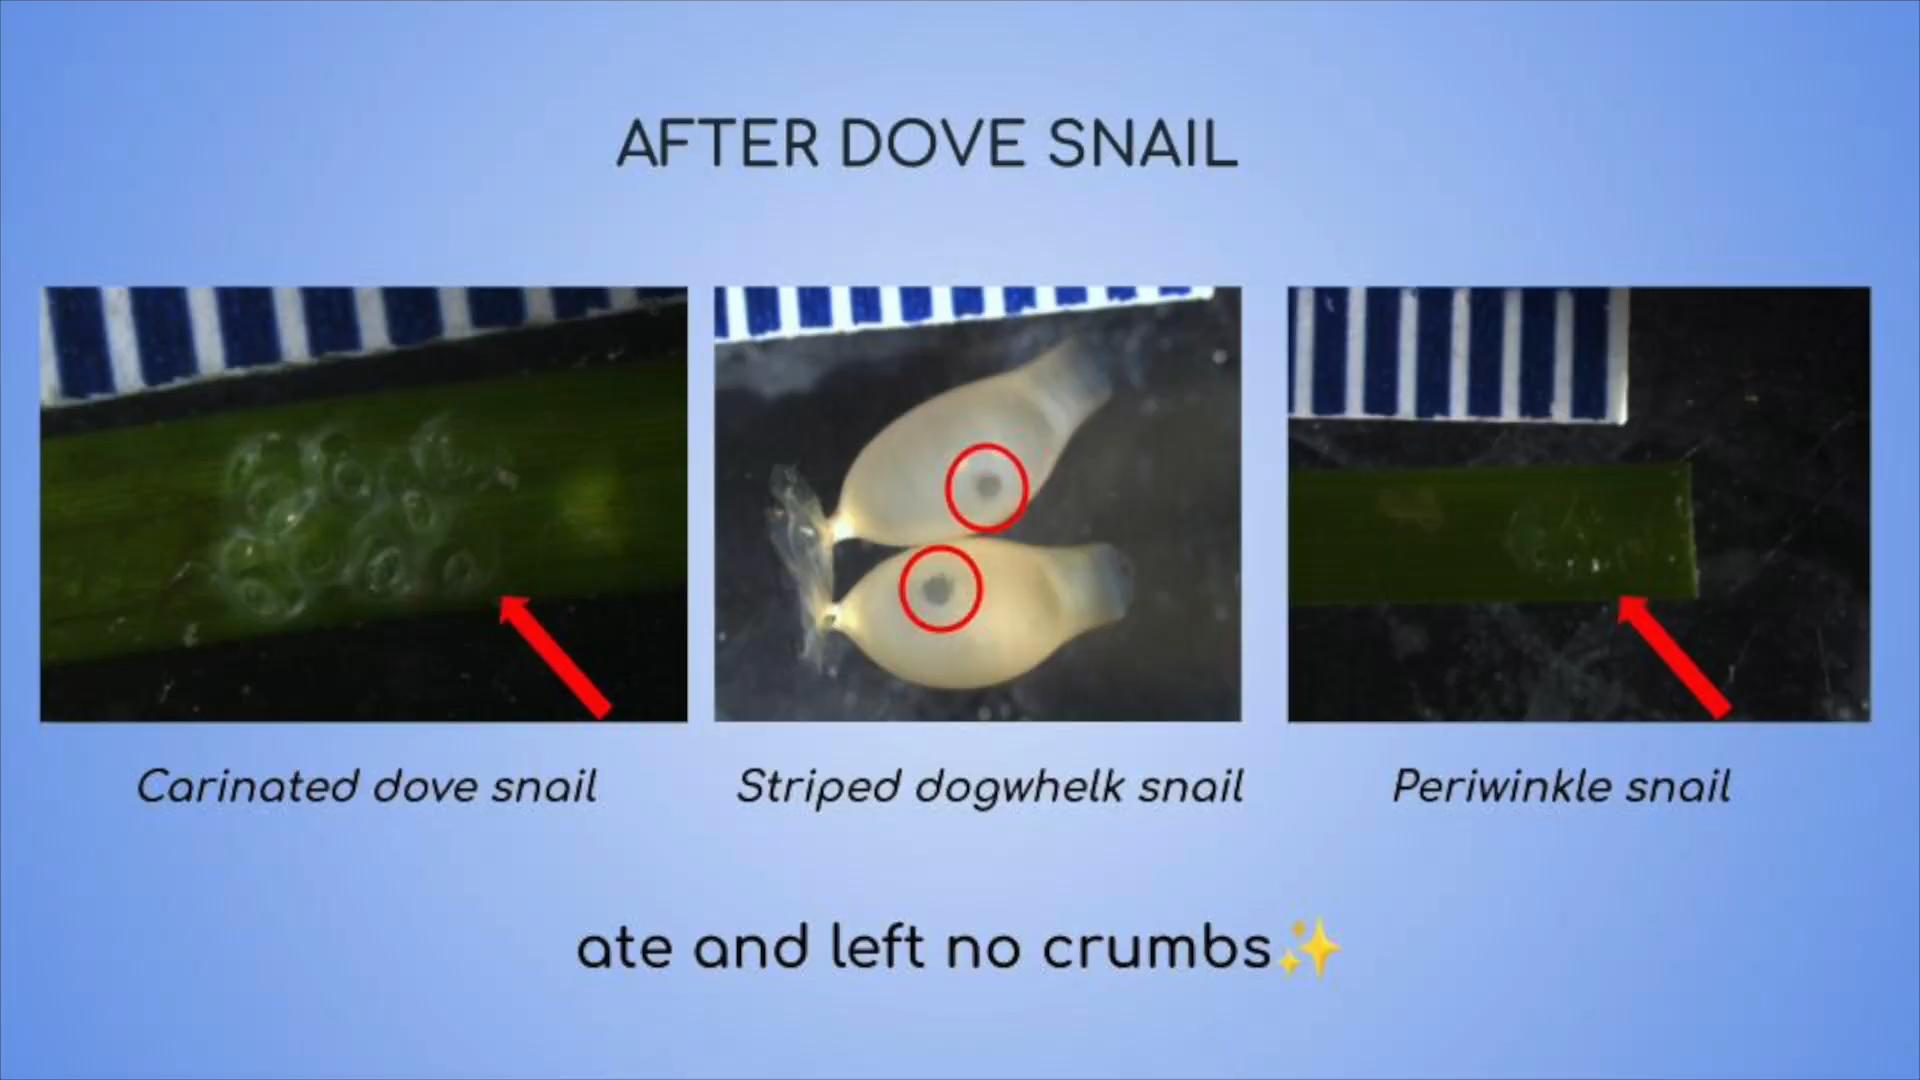 AFTER DOVE SNAIL
Carinated dove snail
Striped dogwhelk snail
Periwinkle snail
ate and left no crumbs✨